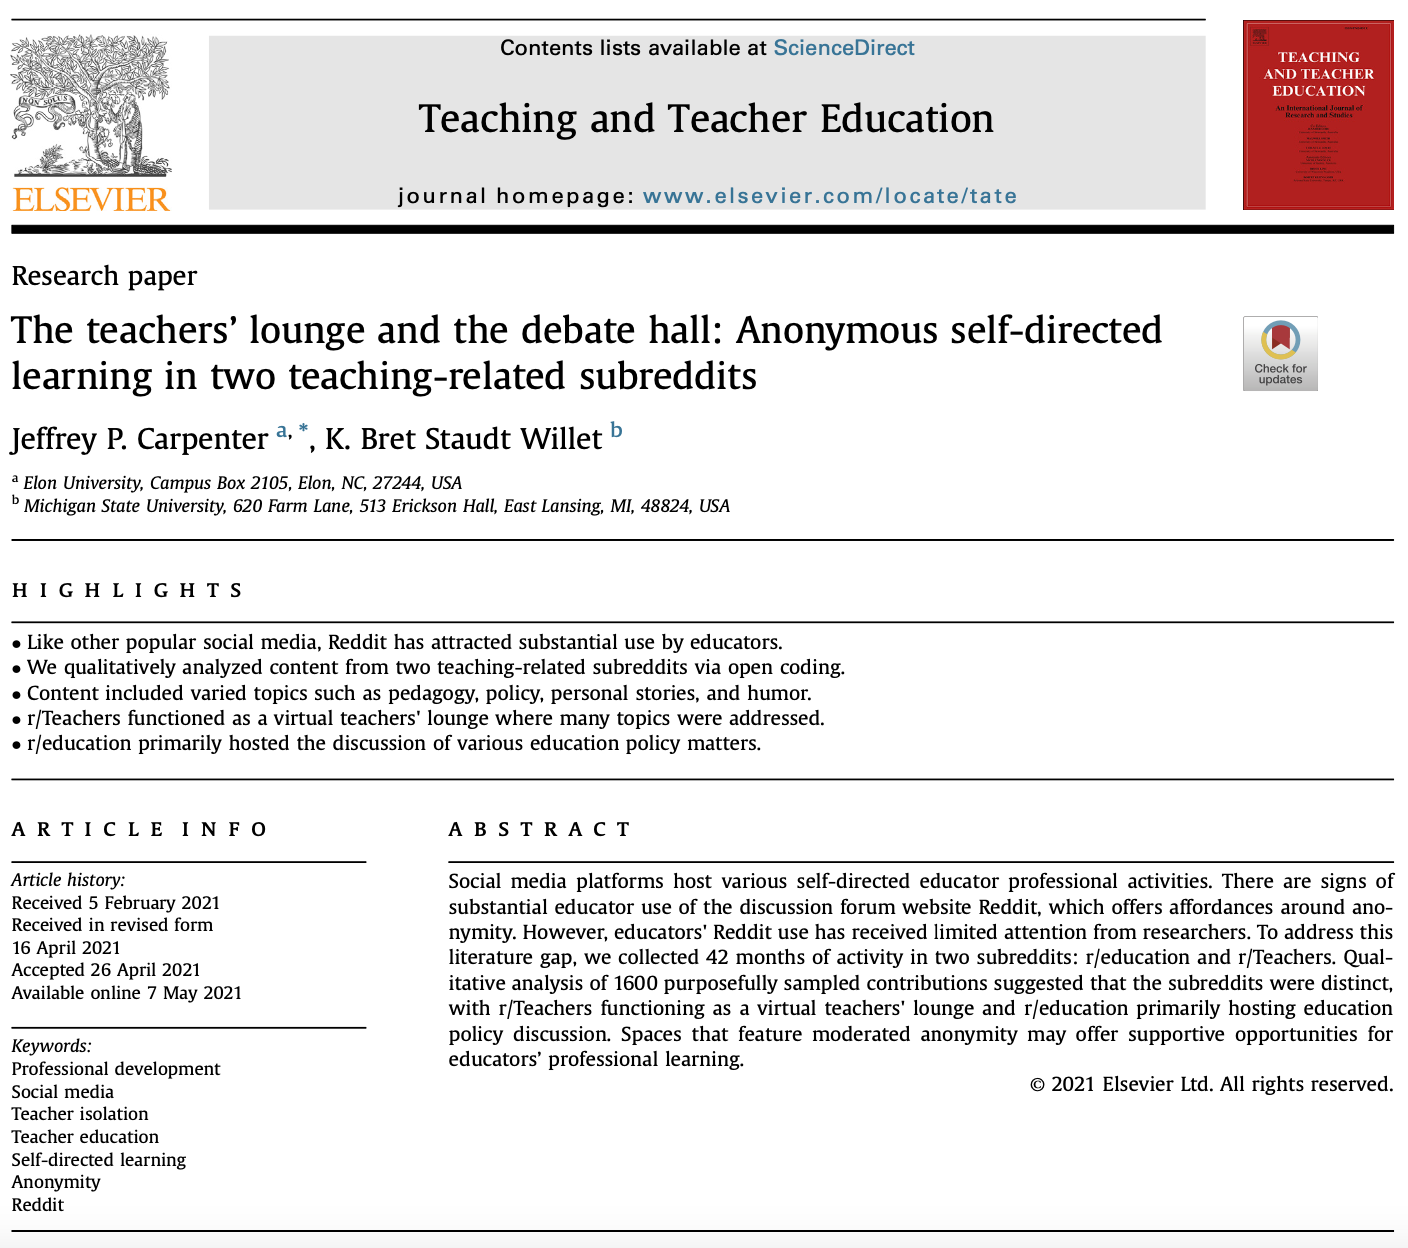 Contents lists available at ScienceDirect
Teaching and Teacher Education
journal homepage: www.elsevier.com/locate/tate
NON SOLUS
ELSEVIER
TEACHING
AND TEACHER
EDUCATION
An International Journal of
Research and Studies
Research paper
The teachers’ lounge and the debate hall: Anonymous self-directed
learning in two teaching-related subreddits
Check for
updates
Jeffrey P. Carpenter a, *, K. Bret Staudt Willet b
a Elon University, Campus Box 2105, Elon, NC, 27244, USA
b Michigan State University, 620 Farm Lane, 513 Erickson Hall, East Lansing, MI, 48824, USA
HIGHLIGHTS
• Like other popular social media, Reddit has attracted substantial use by educators.
• We qualitatively analyzed content from two teaching-related subreddits via open coding.
• Content included varied topics such as pedagogy, policy, personal stories, and humor.
• r/Teachers functioned as a virtual teachers' lounge where many topics were addressed.
• r/education primarily hosted the discussion of various education policy matters.
ARTICLE INFO
Article history:
Received 5 February 2021
Received in revised form
16 April 2021
Accepted 26 April 2021
Available online 7 May 2021
Keywords:
Professional development
Social media
Teacher isolation
Teacher education
Self-directed learning
Anonymity
Reddit
ABSTRACT
Social media platforms host various self-directed educator professional activities. There are signs of
substantial educator use of the discussion forum website Reddit, which offers affordances around ano-
nymity. However, educators' Reddit use has received limited attention from researchers. To address this
literature gap, we collected 42 months of activity in two subreddits: r/education and r/Teachers. Qual-
itative analysis of 1600 purposefully sampled contributions suggested that the subreddits were distinct,
with r/Teachers functioning as a virtual teachers' lounge and r/education primarily hosting education
policy discussion. Spaces that feature moderated anonymity may offer supportive opportunities for
educators’ professional learning.
© 2021 Elsevier Ltd. All rights reserved.